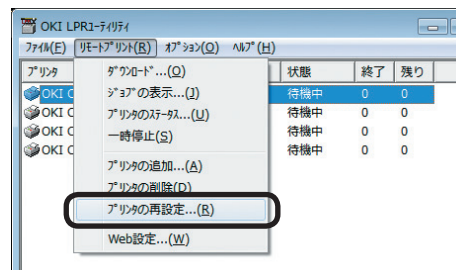 OKI LPRユーティリティ
ファイル(F) リモートプリント(R) オプション(O) ヘルプ(H)
プリンタ 状態 終了 残り
OKI C 待機中 0 0
OKI C 待機中 0 0
OKI C 待機中 0 0
OKI C 待機中 0 0
ダウンロード...(O)
ジョブの表示...(J)
プリンタのステータス...(U)
一時停止(S)
プリンタの追加...(A)
プリンタの削除(D)
プリンタの再設定...(R)
Web設定...(W)